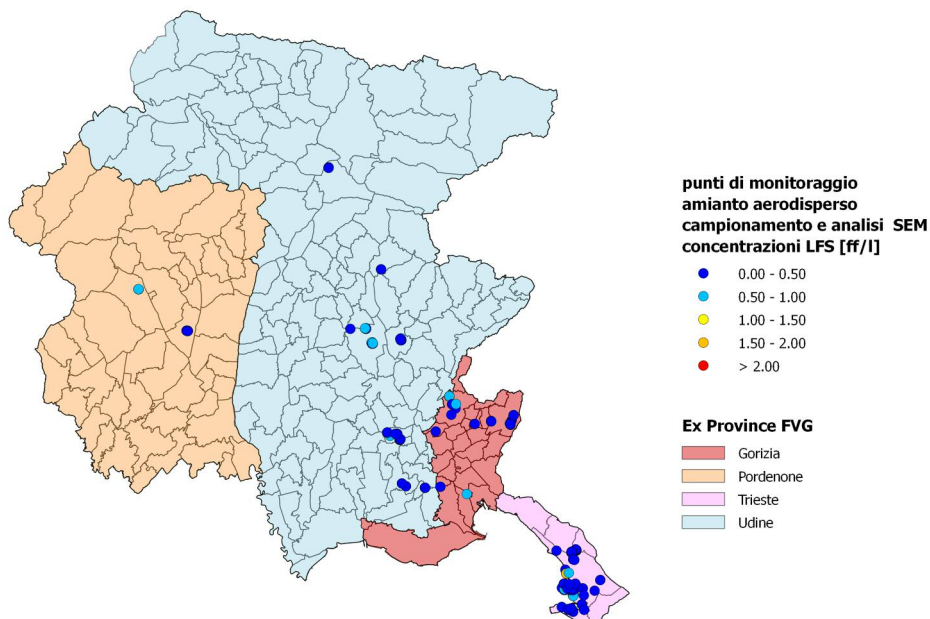 punti di monitoraggio
amianto aerodisperso
campionamento e analisi SEM
concentrazioni LFS [ff/l]
0.00 - 0.50
0.50 - 1.00
1.00 - 1.50
1.50 - 2.00
> 2.00
Ex Province FVG
Gorizia
Pordenone
Trieste
Udine